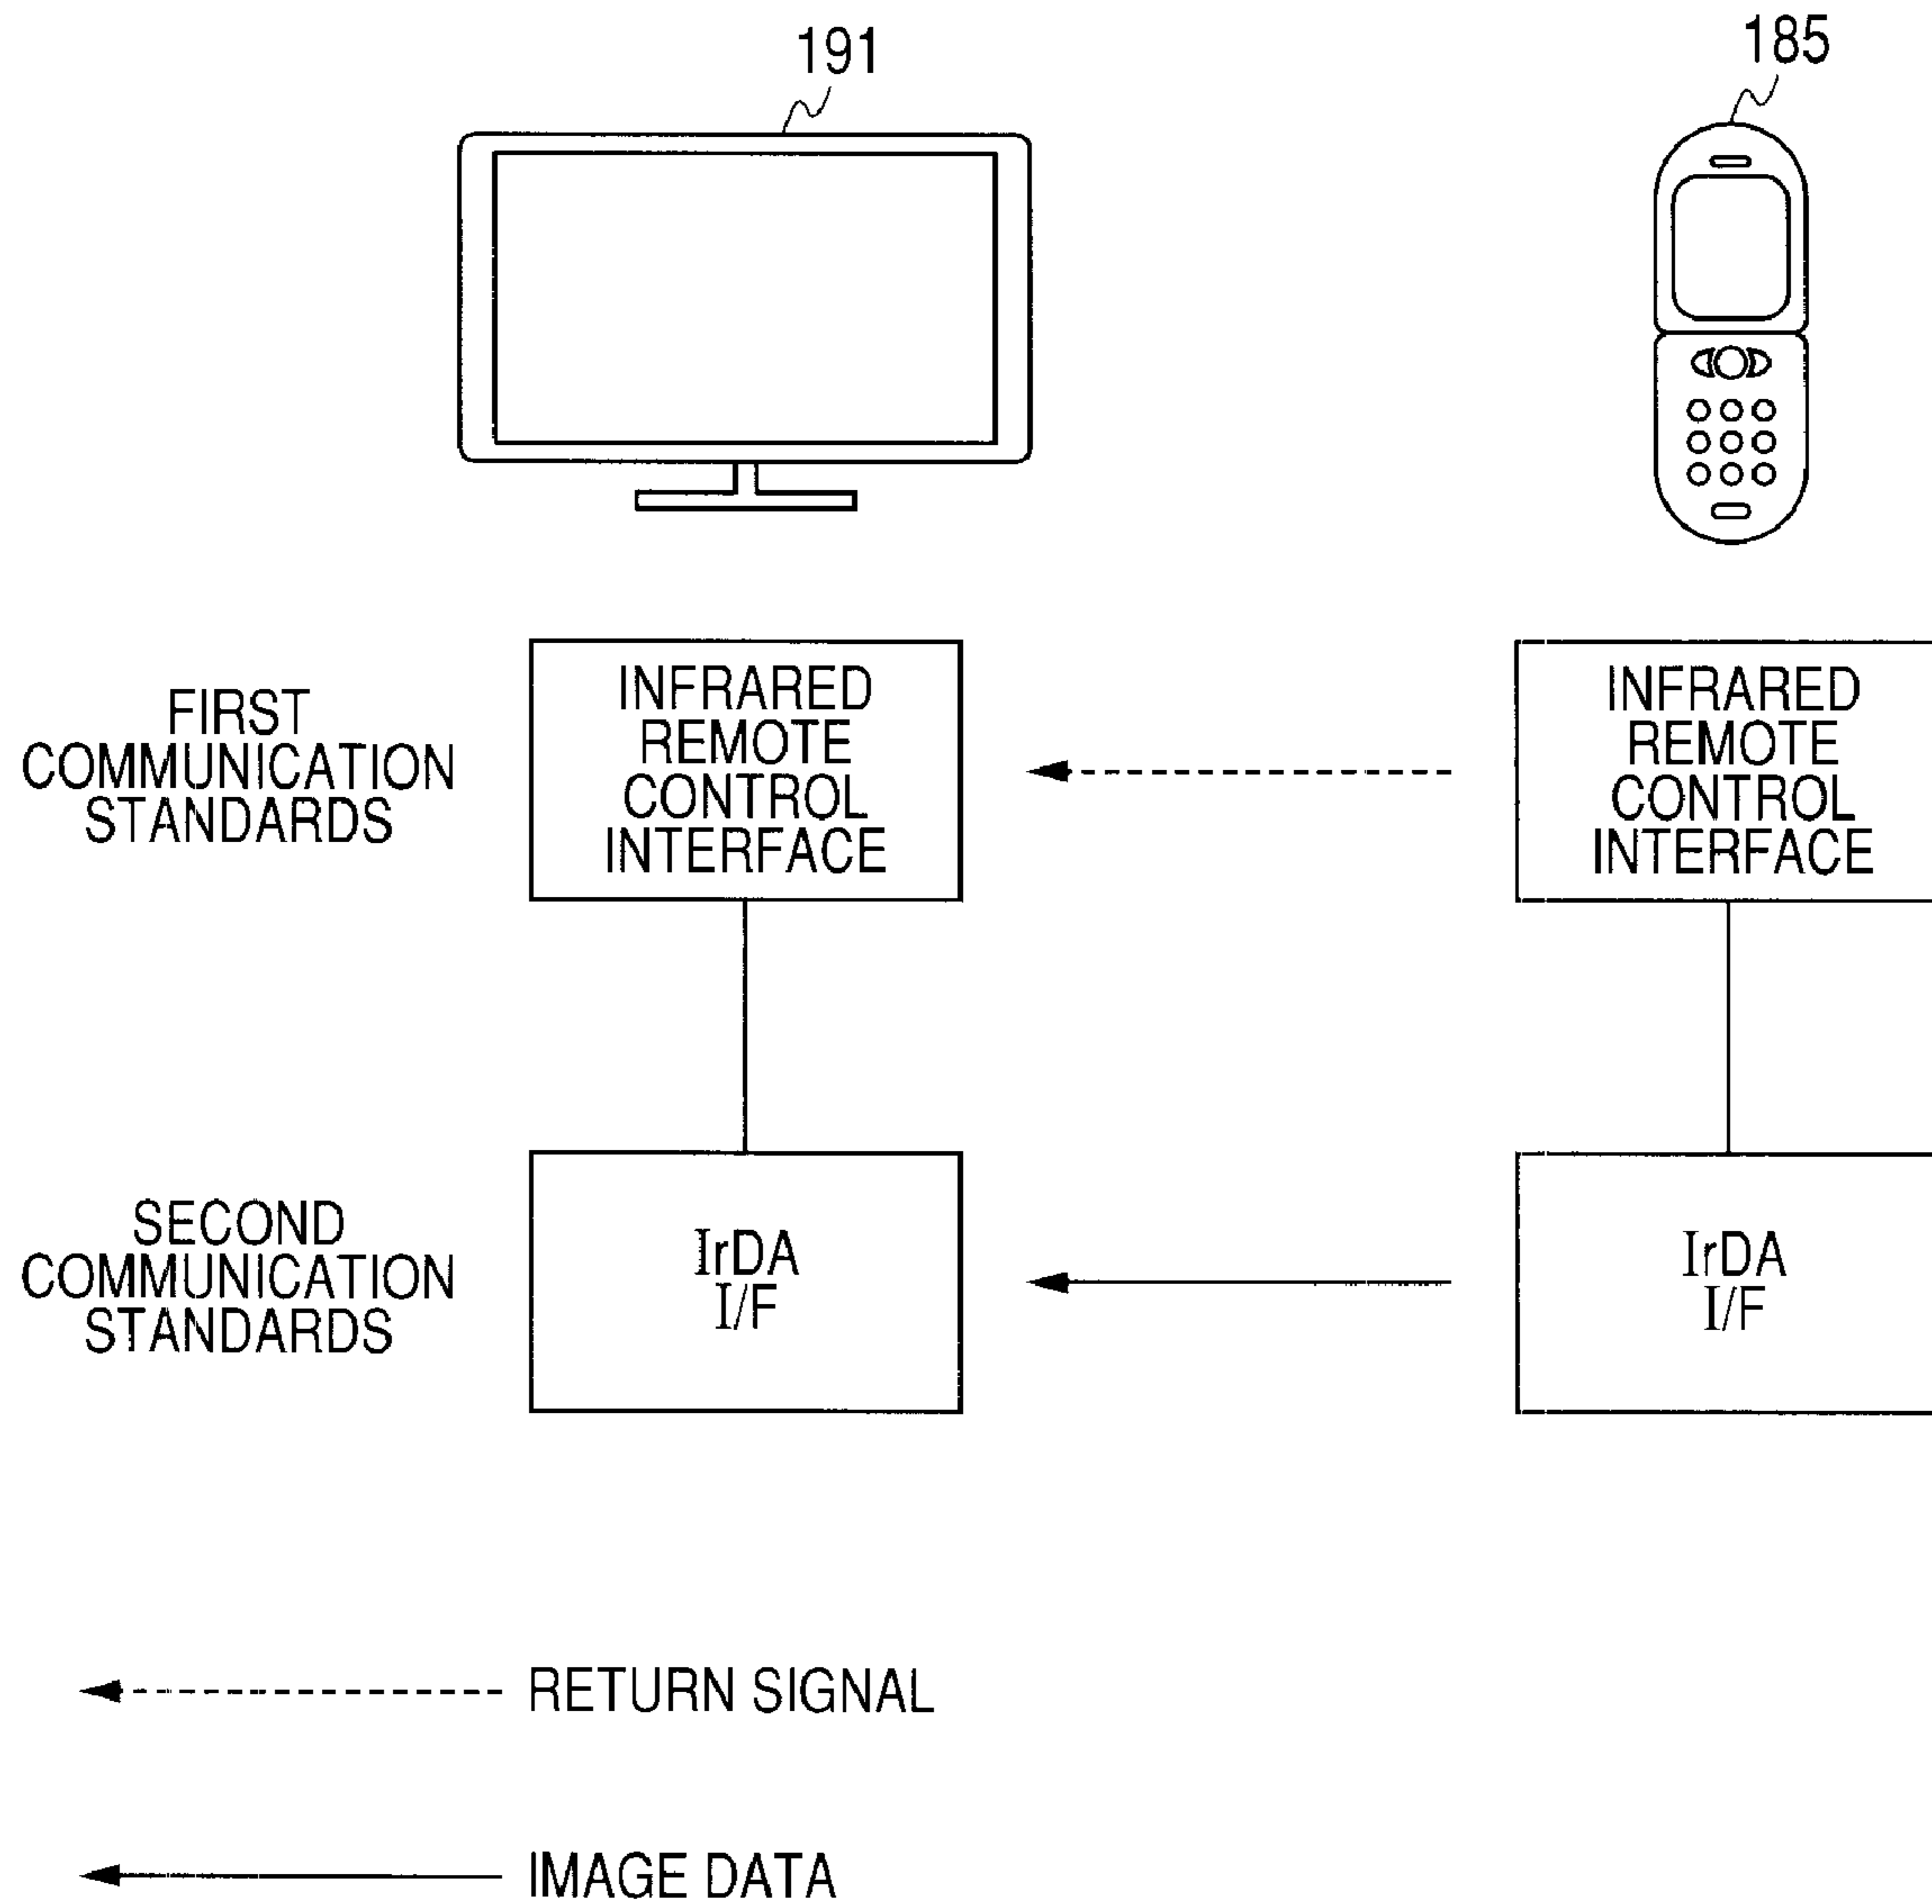 191
185
FIRST
COMMUNICATION
STANDARDS
INFRARED
REMOTE
CONTROL
INTERFACE
INFRARED
REMOTE
CONTROL
INTERFACE
SECOND
COMMUNICATION
STANDARDS
IrDA
I/F
IrDA
I/F
RETURN SIGNAL
IMAGE DATA